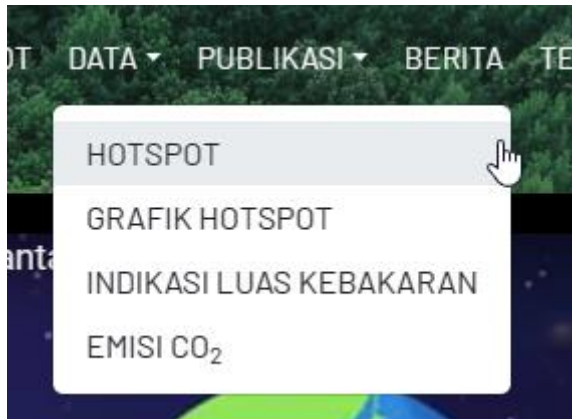 DATA PUBLIKASI BERITA
HOTSPOT
GRAFIK HOTSPOT
INDIKASI LUAS KEBAKARAN
EMISI CO₂